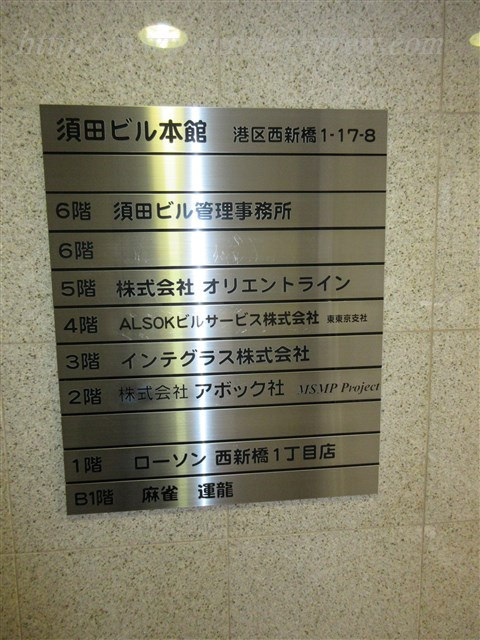 須田ビル本館 港区西新橋1-17-8
6階 須田ビル管理事務所
6階
5階 株式会社 オリエントライン
4階 ALSOKビルサービス株式会社 東東京支社
3階 インテグラス株式会社
2階 株式会社 アボック社 MSMP Project
1階 ローソン 西新橋1丁目店
B1階 麻雀 運龍